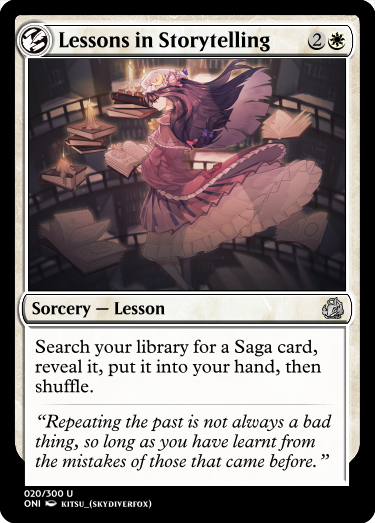 Lessons in Storytelling 2
Sorcery — Lesson
Search your library for a Saga card,
reveal it, put it into your hand, then
shuffle.
“Repeating the past is not always a bad
thing, so long as you have learnt from
the mistakes of those that came before.”
020/300 U
ONI KITSU_(SKYDIVERFOX)